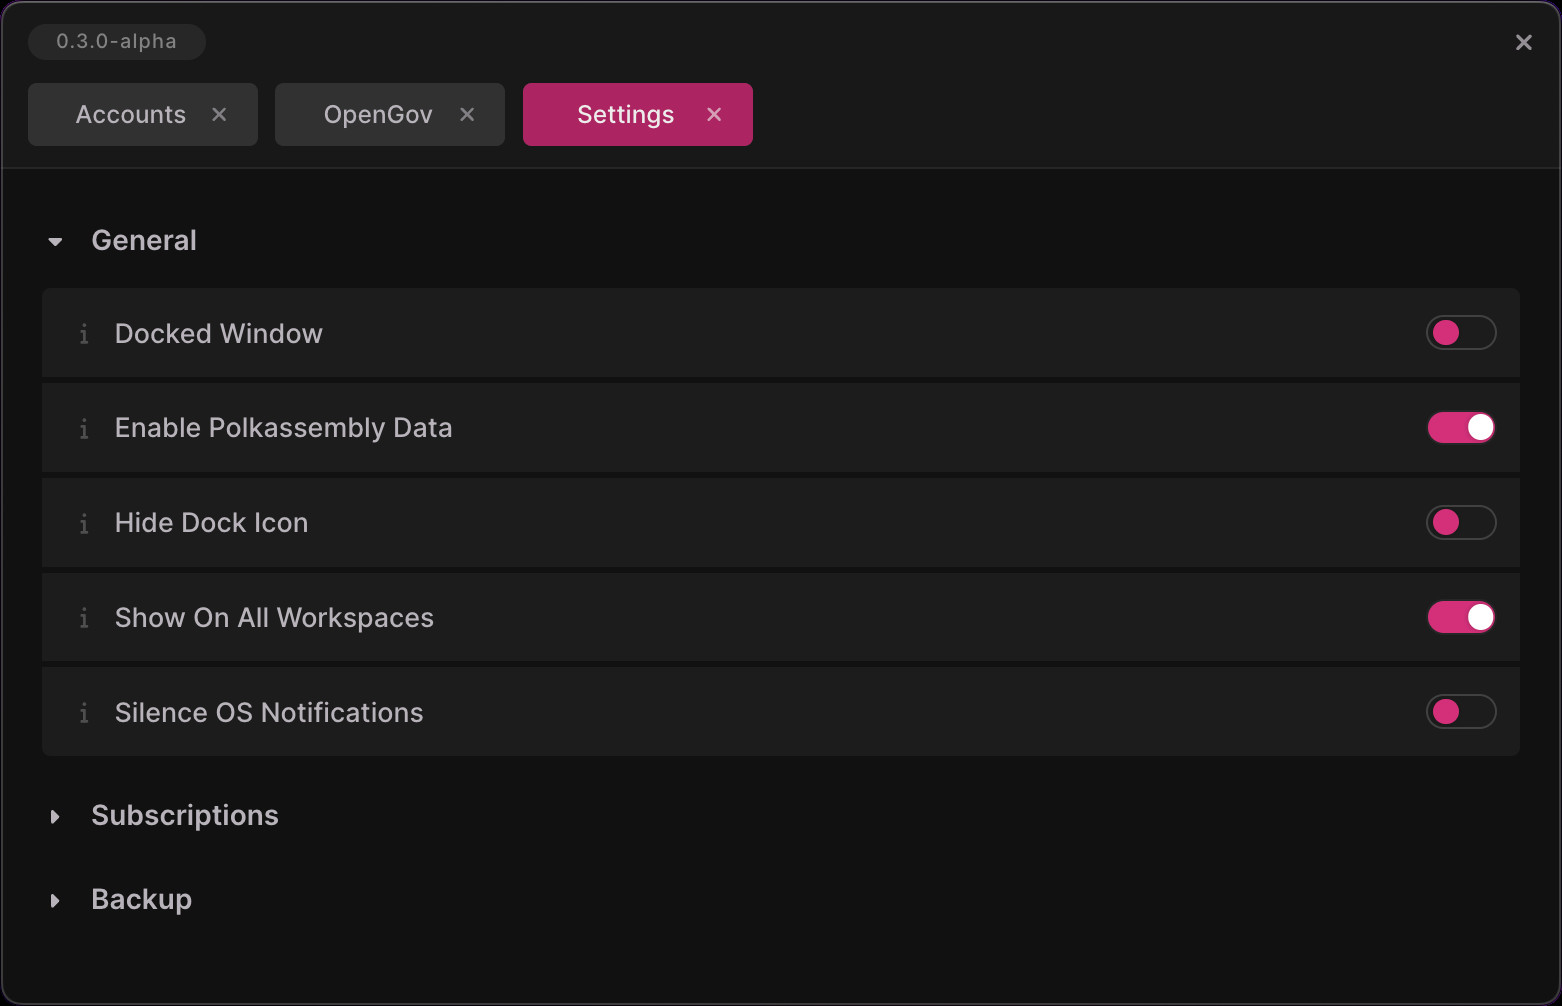 0.3.0-alpha
Accounts
OpenGov
Settings
General
Docked Window
Enable Polkassembly Data
Hide Dock Icon
Show On All Workspaces
Silence OS Notifications
Subscriptions
Backup